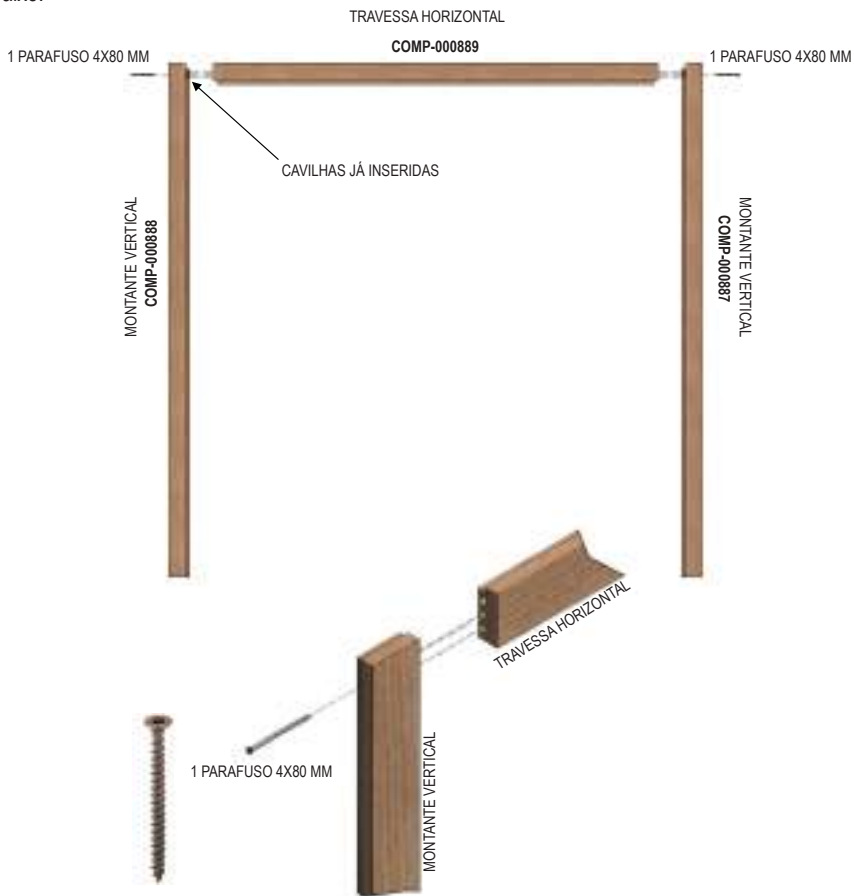 TRAVESSA HORIZONTAL
COMP-000889
1 PARAFUSO 4X80 MM
1 PARAFUSO 4X80 MM
CAVILHAS JÁ INSERIDAS
MONTANTE VERTICAL
COMP-000888
MONTANTE VERTICAL
COMP-000887
TRAVESSA HORIZONTAL
1 PARAFUSO 4X80 MM
MONTANTE VERTICAL